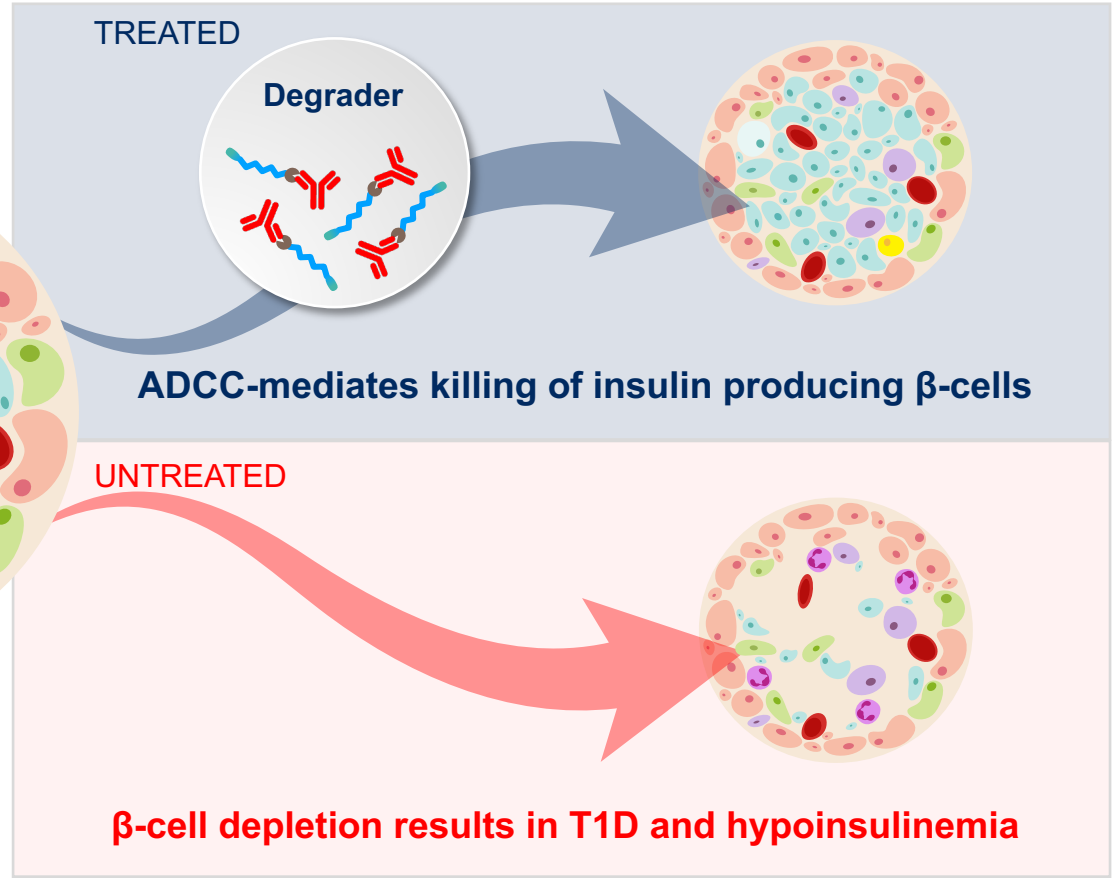 TREATED
Degrader
ADCC-mediates killing of insulin producing β-cells
UNTREATED
β-cell depletion results in T1D and hypoinsulinemia